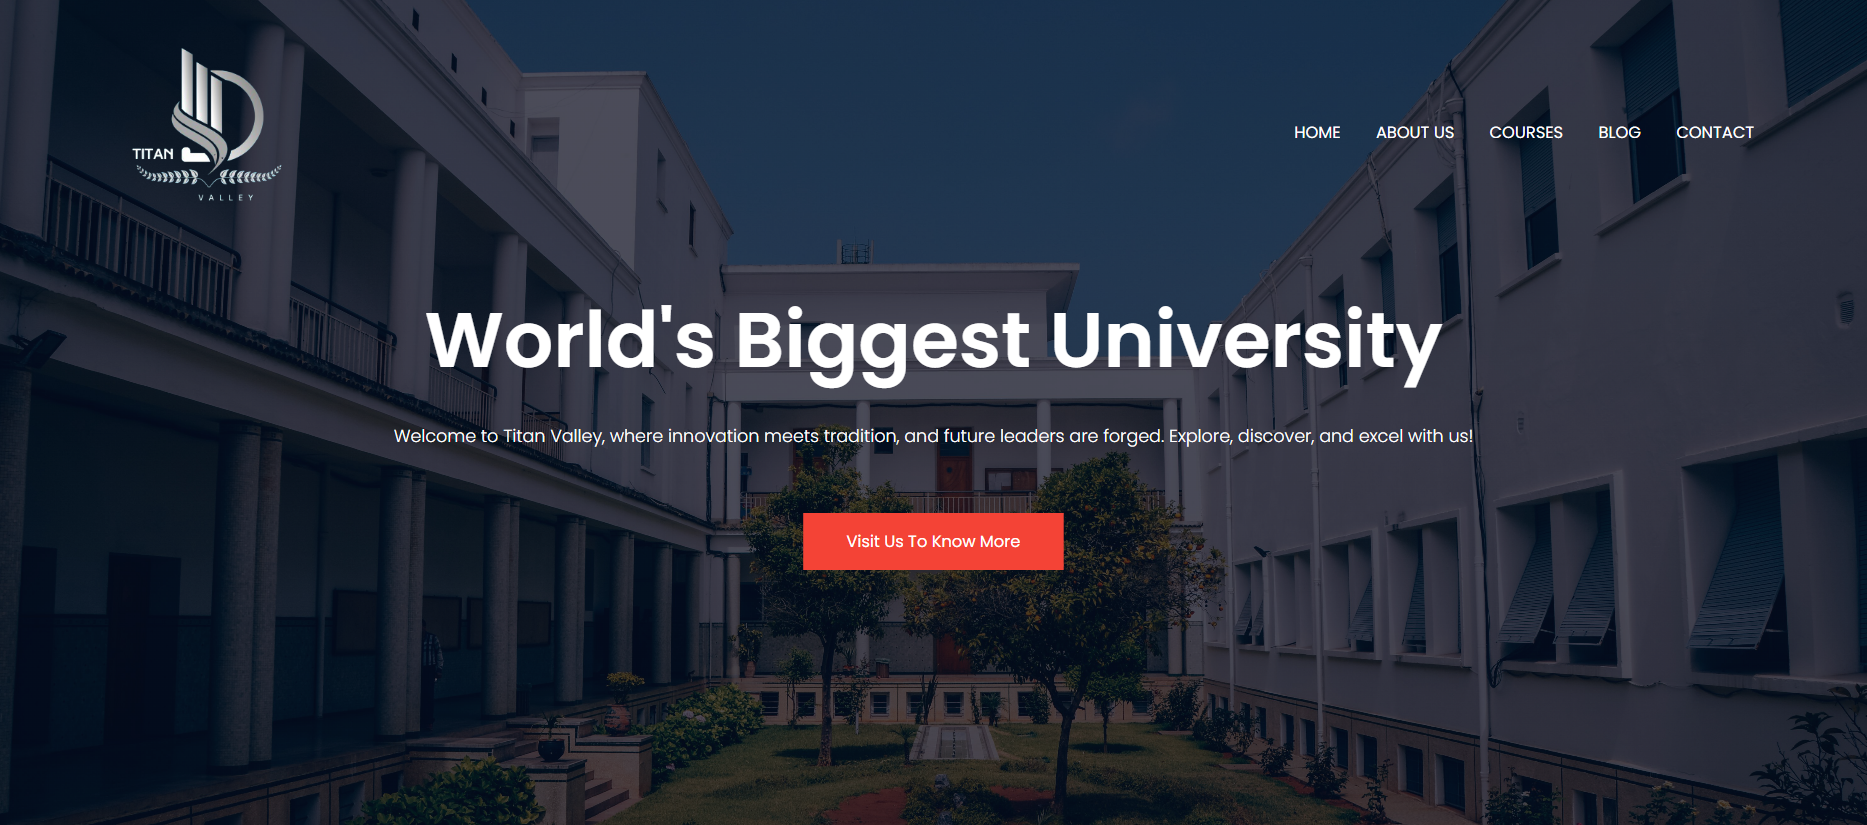 TITAN
VALLEY
HOME ABOUT US COURSES BLOG CONTACT
World's Biggest University
Welcome to Titan Valley, where innovation meets tradition, and future leaders are forged. Explore, discover, and excel with us!
Visit Us To Know More